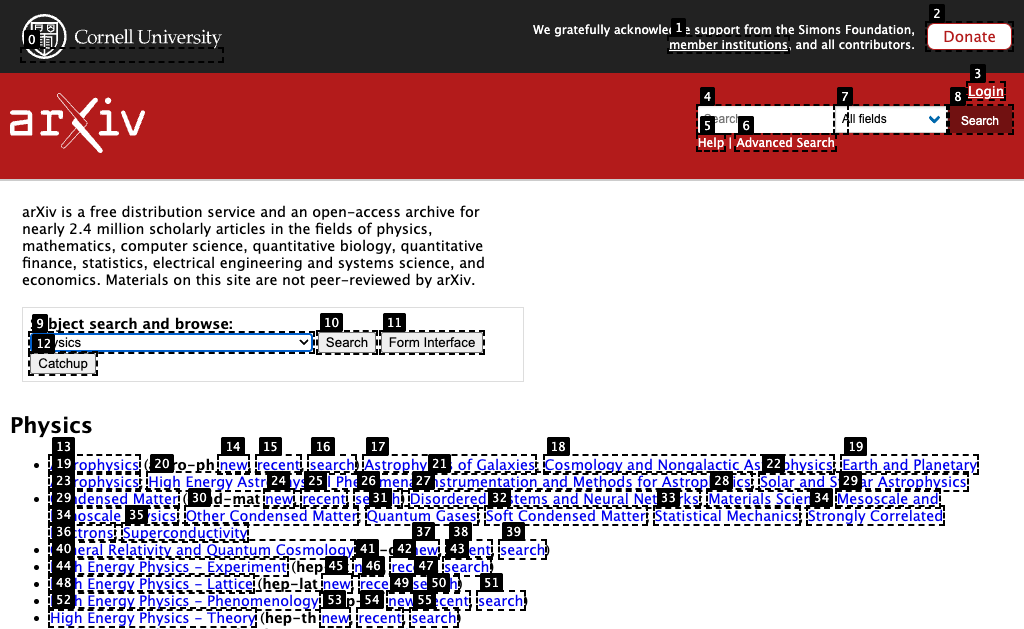 Cornell University
We gratefully acknowle e support from the Simons Foundation,
member institutions, and all contributors.
Donate
Login
arXiv
Search
All fields
Search
Help | Advanced Search
arXiv is a free distribution service and an open-access archive for
nearly 2.4 million scholarly articles in the fields of physics,
mathematics, computer science, quantitative biology, quantitative
finance, statistics, electrical engineering and systems science, and
economics. Materials on this site are not peer-reviewed by arXiv.
bject search and browse:
ysics
Search
Form Interface
Catchup
Physics
rophysics ( ro-ph new, recent, search) Astrophy of Galaxies, Cosmology and Nongalactic As physics, Earth and Planetary
rophysics, High Energy Astr ys l Phe mena, nstrumentation and Methods for Astrop ics, Solar and S ar Astrophysics
ndensed Matter ( nd-mat new, recent, se h) Disordered stems and Neural Net ks, Materials Scien Mesoscale and
noscale sics, Other Condensed Matter, Quantum Gases, Soft Condensed Matter, Statistical Mechanics, Strongly Correlated
ctrons, Superconductivity
eral Relativity and Quantum Cosmology new, ent, search)
h Energy Physics – Experiment (hep n rec search)
h Energy Physics – Lattice (hep-lat new, rece se h)
h Energy Physics – Phenomenology p- new ecent, search)
High Energy Physics – Theory (hep-th new, recent, search)
0
1
2
3
4
5
6
7
8
9
10
11
12
13
14
15
16
17
18
19
19
20
21
22
23
24
25
26
27
28
29
29
30
31
32
33
34
34
35
36
37
38
39
40
41
42
43
44
45
46
47
48
49
50
51
52
53
54
55